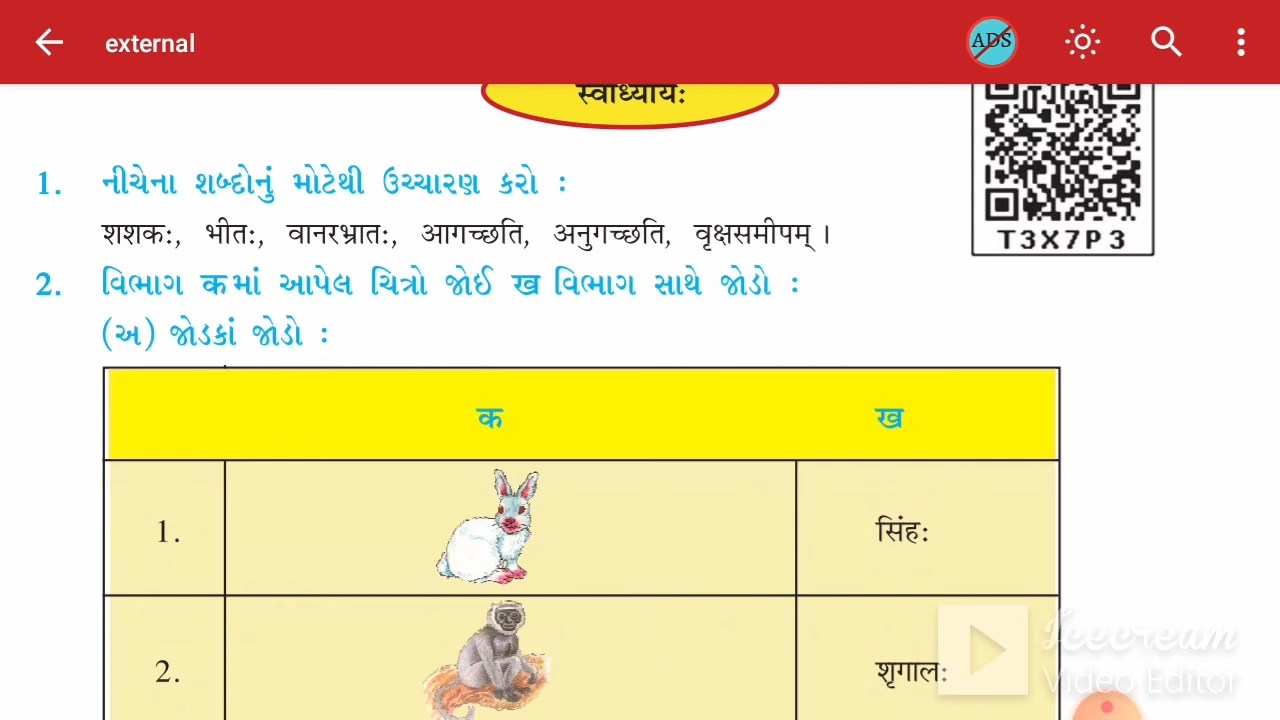 external
ADS
स्वाध्यायः
T3X7P3
1. નીચેના શબ્દોનું મોટેથી ઉચ્ચારણ કરો :
शशकः, भीतः, वानरभ्रातः, आगच्छति, अनुगच्छति, वृक्षसमीपम् ।
2. વિભાગ क માં આપેલ ચિત્રો જોઈ ख વિભાગ સાથે જોડો :
(અ) જોડકાં જોડો :
क ख
1. सिंहः
2. शृगालः
Icecream
Video Editor